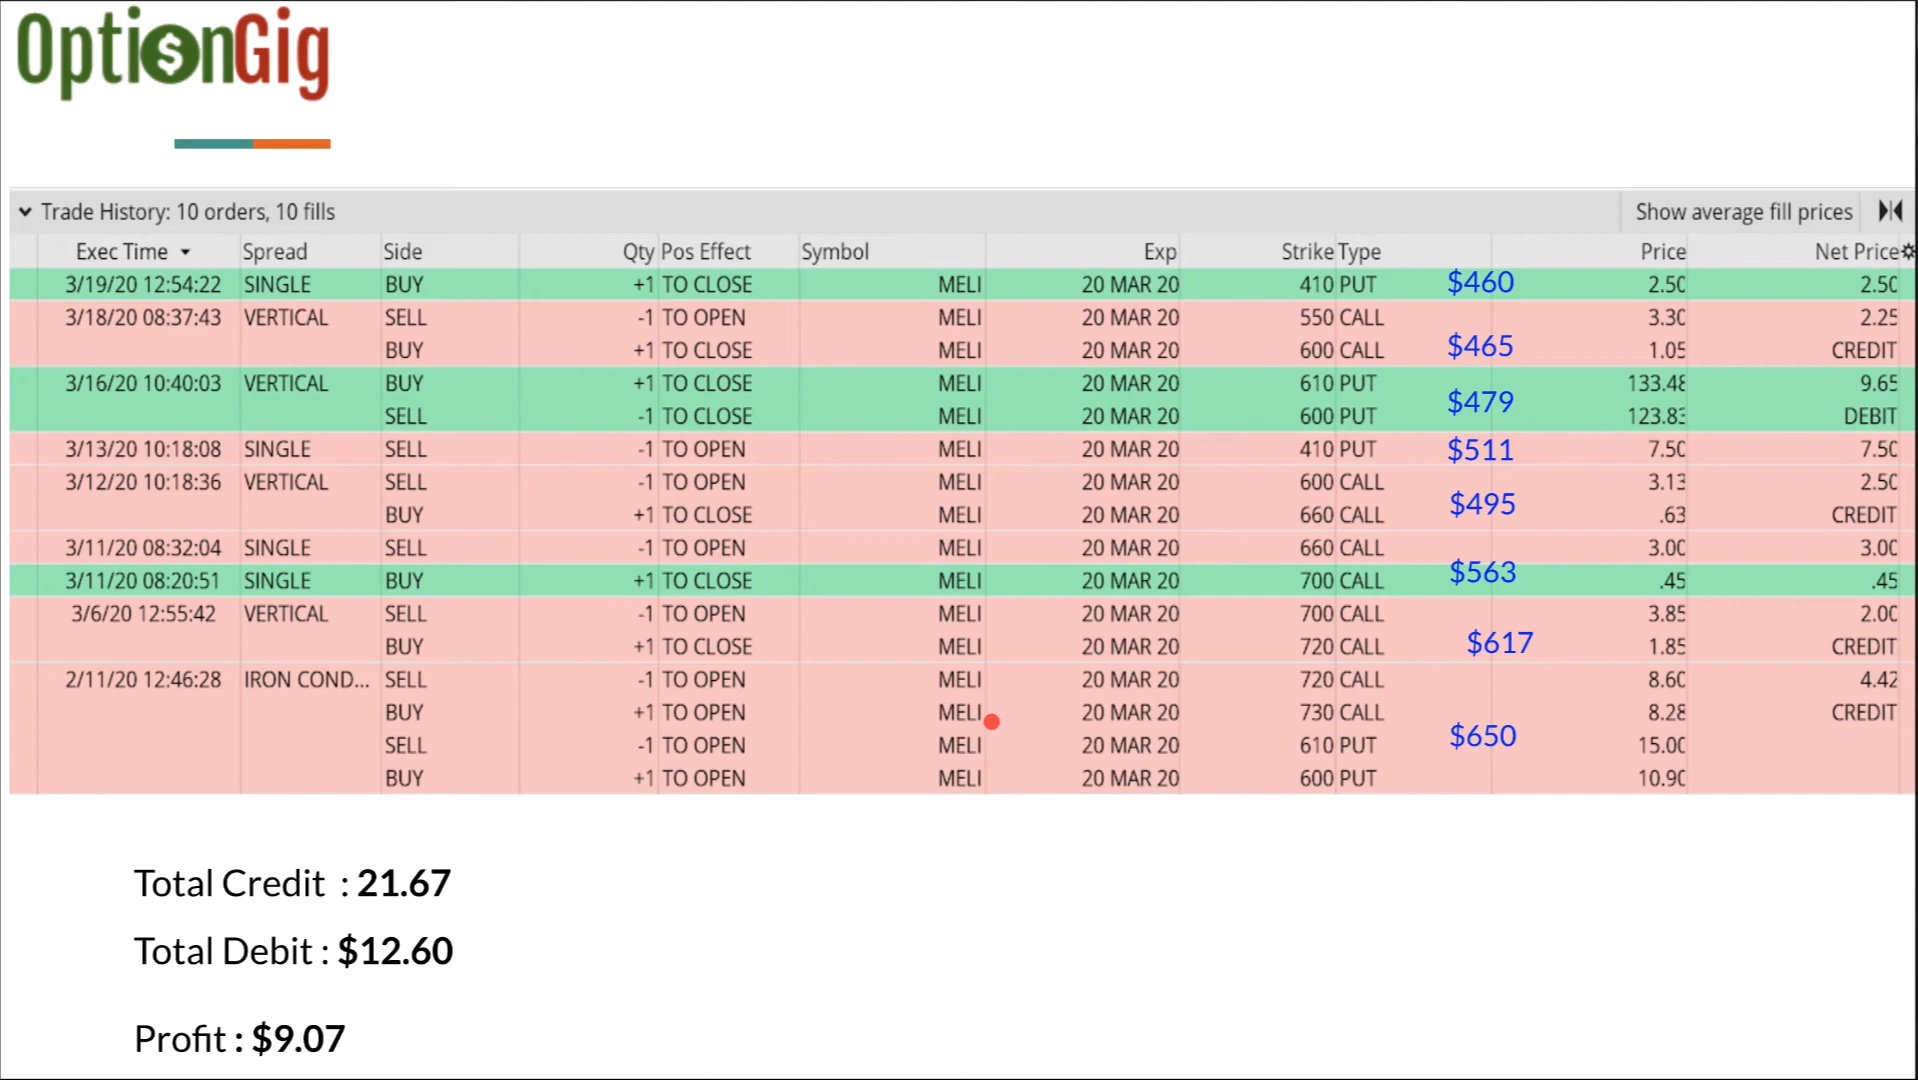 OptionGig
Trade History: 10 orders, 10 fills Show average fill prices
Exec Time Spread Side Qty Pos Effect Symbol Exp Strike Type Price Net Price
3/19/20 12:54:22 SINGLE BUY +1 TO CLOSE MELI 20 MAR 20 410 PUT $460 2.50 2.50
3/18/20 08:37:43 VERTICAL SELL -1 TO OPEN MELI 20 MAR 20 550 CALL 3.30 2.25
BUY +1 TO CLOSE MELI 20 MAR 20 600 CALL $465 1.05 CREDIT
3/16/20 10:40:03 VERTICAL BUY +1 TO CLOSE MELI 20 MAR 20 610 PUT 133.48 9.65
$479
SELL -1 TO CLOSE MELI 20 MAR 20 600 PUT 123.83 DEBIT
3/13/20 10:18:08 SINGLE SELL -1 TO OPEN MELI 20 MAR 20 410 PUT $511 7.50 7.50
3/12/20 10:18:36 VERTICAL SELL -1 TO OPEN MELI 20 MAR 20 600 CALL 3.13 2.50
$495
BUY +1 TO CLOSE MELI 20 MAR 20 660 CALL .63 CREDIT
3/11/20 08:32:04 SINGLE SELL -1 TO OPEN MELI 20 MAR 20 660 CALL 3.00 3.00
3/11/20 08:20:51 SINGLE BUY +1 TO CLOSE MELI 20 MAR 20 700 CALL $563 .45 .45
3/6/20 12:55:42 VERTICAL SELL -1 TO OPEN MELI 20 MAR 20 700 CALL 3.85 2.00
BUY +1 TO CLOSE MELI 20 MAR 20 720 CALL $617 1.85 CREDIT
2/11/20 12:46:28 IRON COND... SELL -1 TO OPEN MELI 20 MAR 20 720 CALL 8.60 4.42
BUY +1 TO OPEN MELI 20 MAR 20 730 CALL 8.28 CREDIT
SELL -1 TO OPEN MELI 20 MAR 20 610 PUT $650 15.00
BUY +1 TO OPEN MELI 20 MAR 20 600 PUT 10.90
Total Credit : 21.67
Total Debit : $12.60
Profit : $9.07